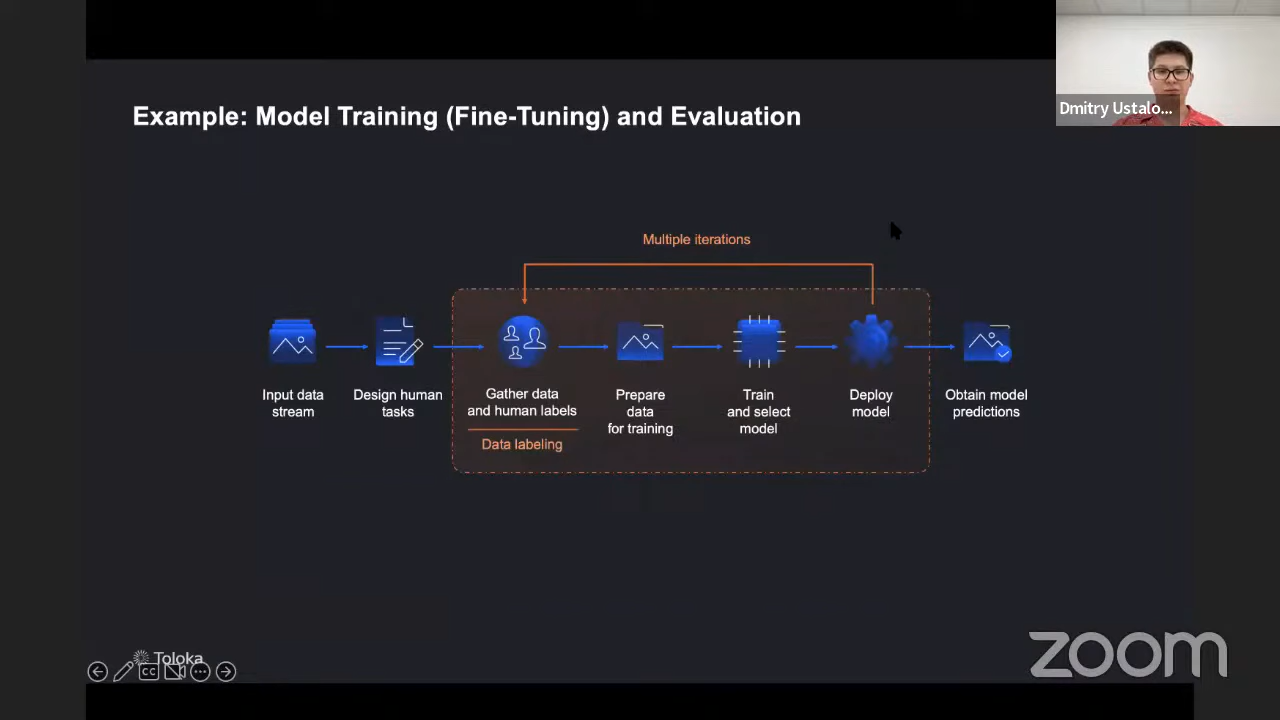 Dmitry Ustalo...
Example: Model Training (Fine-Tuning) and Evaluation
Multiple iterations
Input data
stream
Design human
tasks
Gather data
and human labels
Data labeling
Prepare
data
for training
Train
and select
model
Deploy
model
Obtain model
predictions
Toloka
CC
zoom